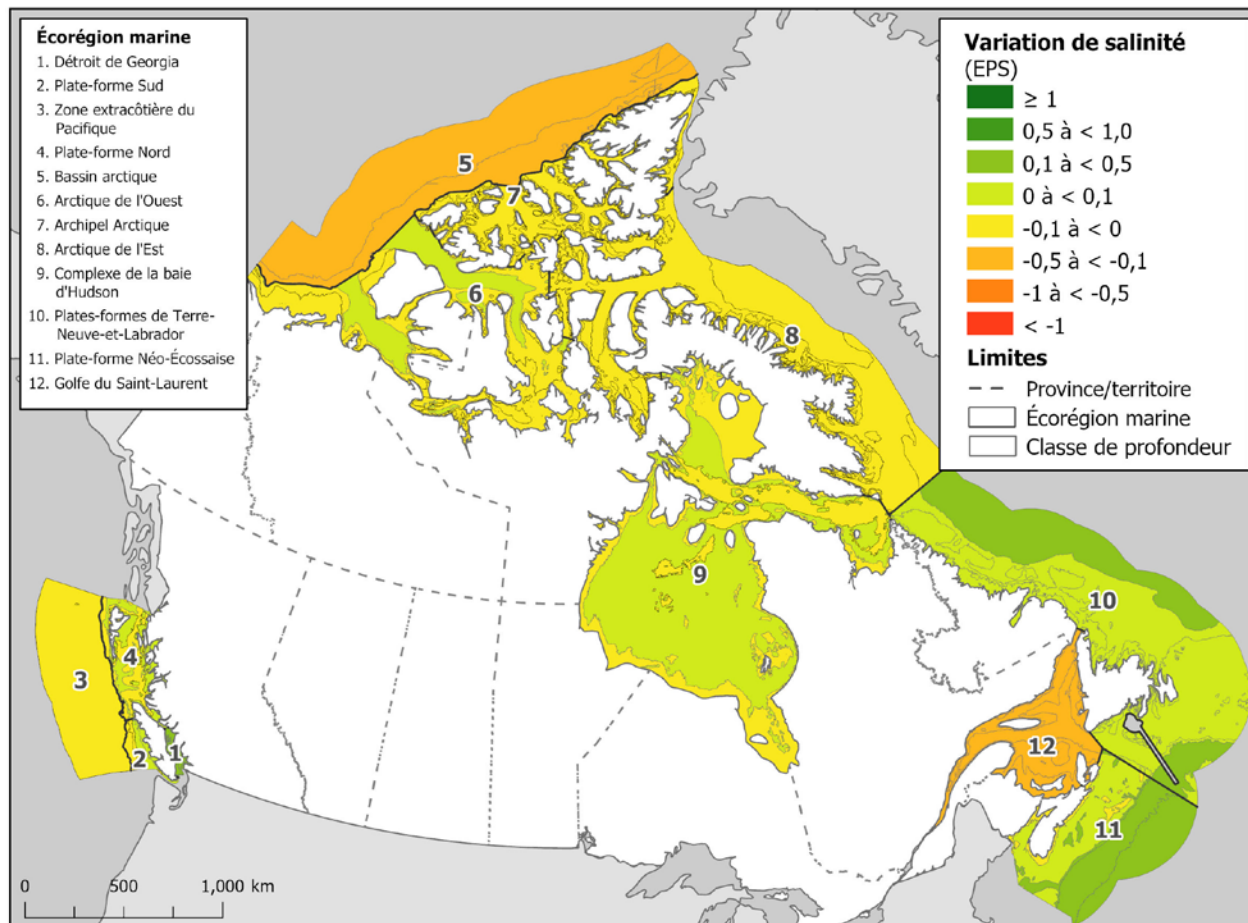 Écorégion marine
1. Détroit de Georgia
2. Plate-forme Sud
3. Zone extracôtière du
Pacifique
4. Plate-forme Nord
5. Bassin arctique
6. Arctique de l'Ouest
7. Archipel Arctique
8. Arctique de l'Est
9. Complexe de la baie
d'Hudson
10. Plates-formes de Terre-
Neuve-et-Labrador
11. Plate-forme Néo-Écossaise
12. Golfe du Saint-Laurent
Variation de salinité
(EPS)
≥ 1
0,5 à < 1,0
0,1 à < 0,5
0 à < 0,1
-0,1 à < 0
-0,5 à < -0,1
-1 à < -0,5
< -1
Limites
Province/territoire
Écorégion marine
Classe de profondeur
5
7
6
8
9
10
3
4
2
1
12
11
0 500 1,000 km